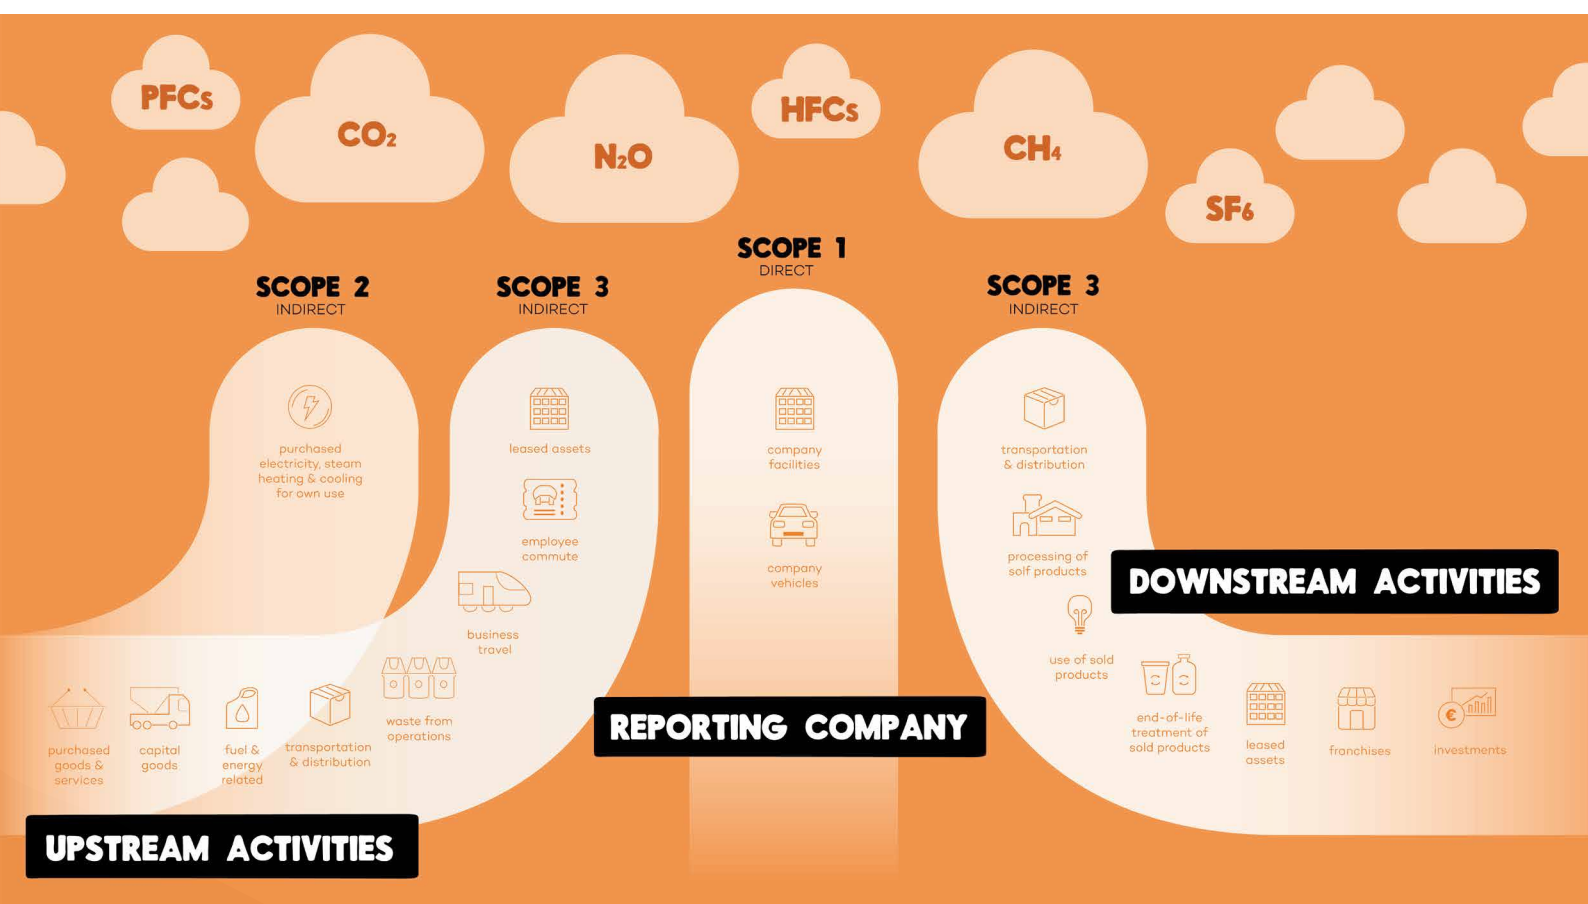 PFCs
CO2
N2O
HFCs
CH4
SF6
SCOPE 2
INDIRECT
SCOPE 3
INDIRECT
SCOPE 1
DIRECT
SCOPE 3
INDIRECT
purchased
electricity, steam
heating & cooling
for own use
leased assets
employee
commute
business
travel
waste from
operations
transportation
& distribution
fuel &
energy
related
capital
goods
purchased
goods &
services
UPSTREAM ACTIVITIES
company
facilities
company
vehicles
REPORTING COMPANY
transportation
& distribution
processing of
solf products
use of sold
products
end-of-life
treatment of
sold products
leased
assets
franchises
investments
DOWNSTREAM ACTIVITIES
€